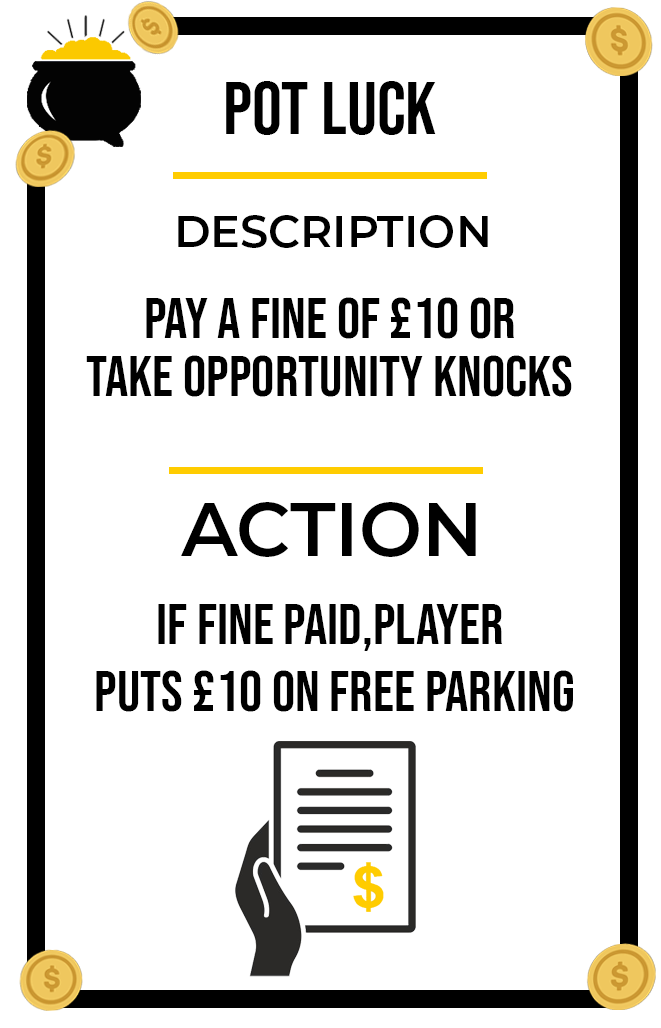 POT LUCK
DESCRIPTION
PAY A FINE OF £10 OR
TAKE OPPORTUNITY KNOCKS
ACTION
IF FINE PAID,PLAYER
PUTS £10 ON FREE PARKING
$
$
$
$
$
$